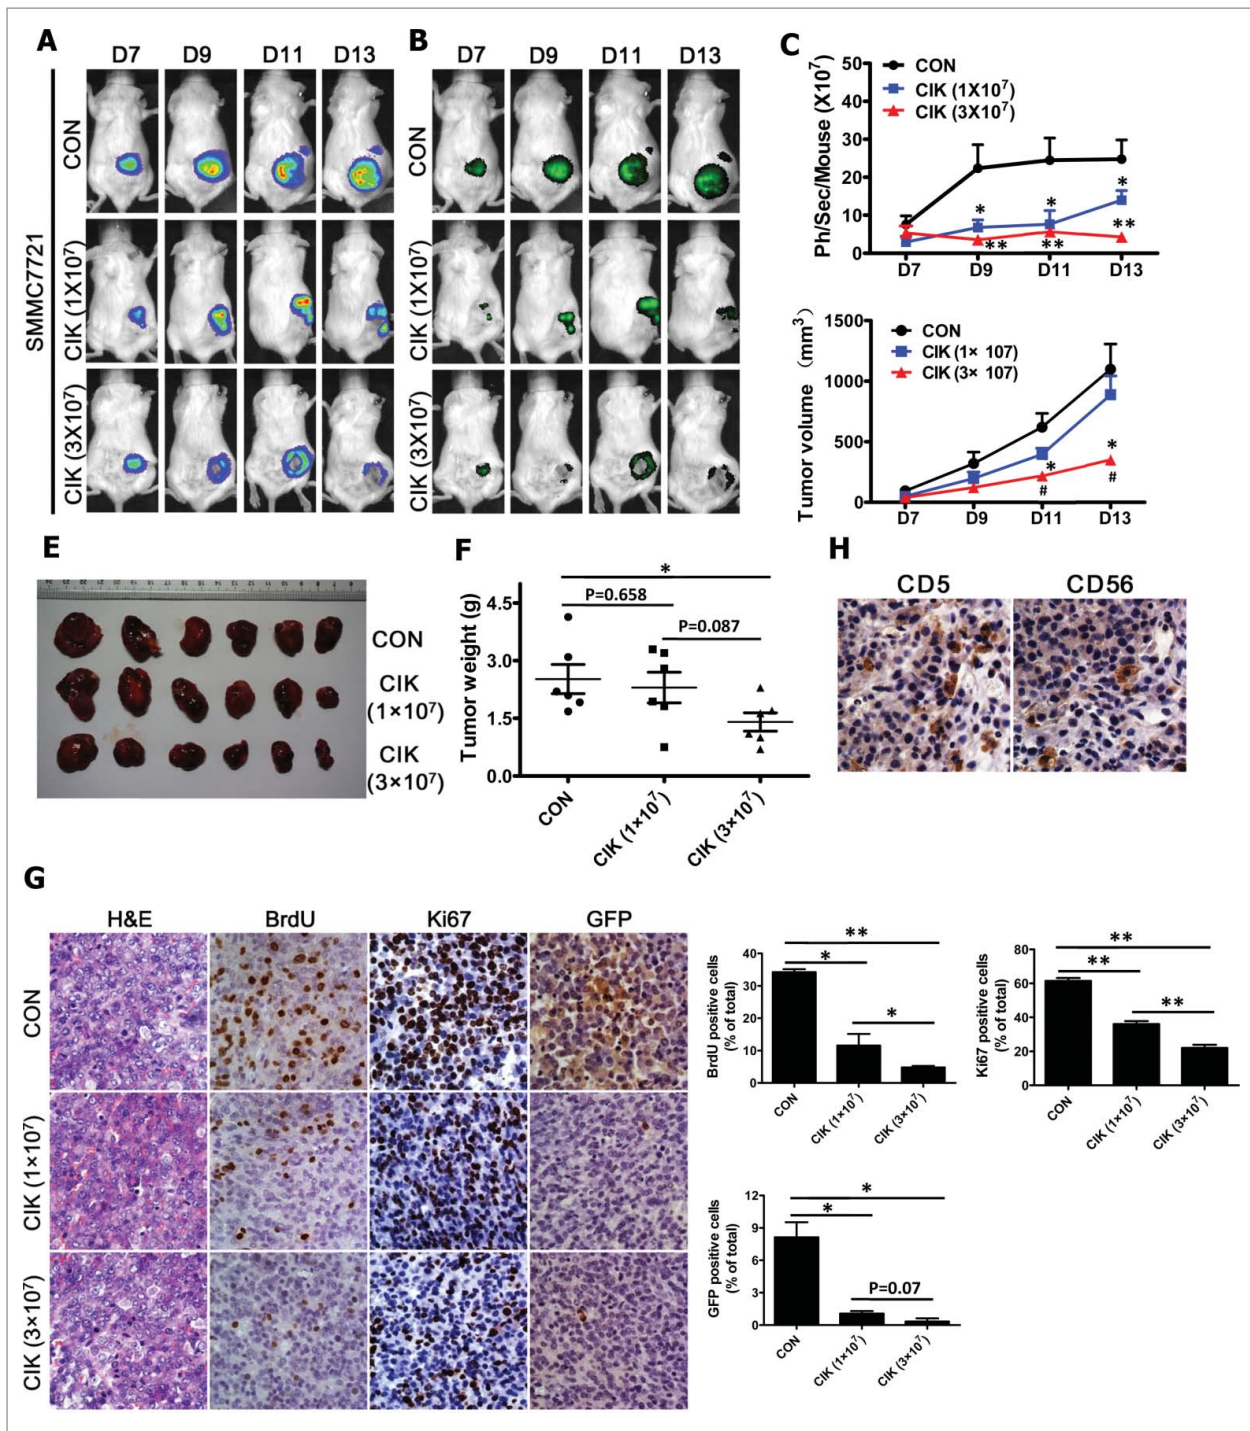 A
D7 D9 D11 D13
B
D7 D9 D11 D13
SMMC7721
CON
CIK (1X10⁷)
CIK (3X10⁷)
CON
CIK (1X10⁷)
CIK (3X10⁷)
C
Ph/Sec/Mouse (X10⁷)
50
40
30
20
10
0
CON
CIK (1X10⁷)
CIK (3X10⁷)
* * *
** ** **
D7 D9 D11 D13
Tumor volume (mm³)
1500
1000
500
0
CON
CIK (1× 107)
CIK (3× 107)
* *
# #
D7 D9 D11 D13
E
CON
CIK
(1×10⁷)
CIK
(3×10⁷)
F
Tumor weight (g)
4.5
3.0
1.5
0.0
*
P=0.658
P=0.087
CON
CIK (1×10⁷)
CIK (3×10⁷)
H
CD5 CD56
G
H&E BrdU Ki67 GFP
CON
CIK (1×10⁷)
CIK (3×10⁷)
BrdU positive cells
(% of total)
40
30
20
10
0
**
*
*
CON
CIK (1×10⁷)
CIK (3×10⁷)
Ki67 positive cells
(% of total)
80
60
40
20
0
**
**
**
CON
CIK (1×10⁷)
CIK (3×10⁷)
GFP positive cells
(% of total)
12
9
6
3
0
*
*
P=0.07
CON
CIK (1×10⁷)
CIK (3×10⁷)